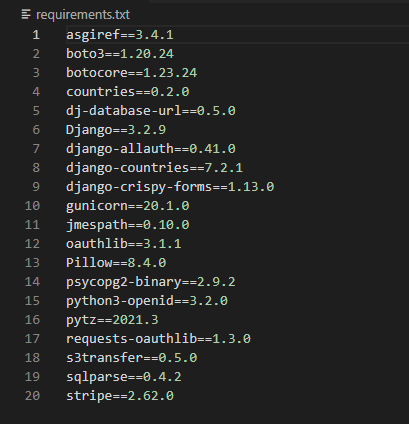 requirements.txt
1 asgiref==3.4.1
2 boto3==1.20.24
3 botocore==1.23.24
4 countries==0.2.0
5 dj-database-url==0.5.0
6 Django==3.2.9
7 django-allauth==0.41.0
8 django-countries==7.2.1
9 django-crispy-forms==1.13.0
10 gunicorn==20.1.0
11 jmespath==0.10.0
12 oauthlib==3.1.1
13 Pillow==8.4.0
14 psycopg2-binary==2.9.2
15 python3-openid==3.2.0
16 pytz==2021.3
17 requests-oauthlib==1.3.0
18 s3transfer==0.5.0
19 sqlparse==0.4.2
20 stripe==2.62.0